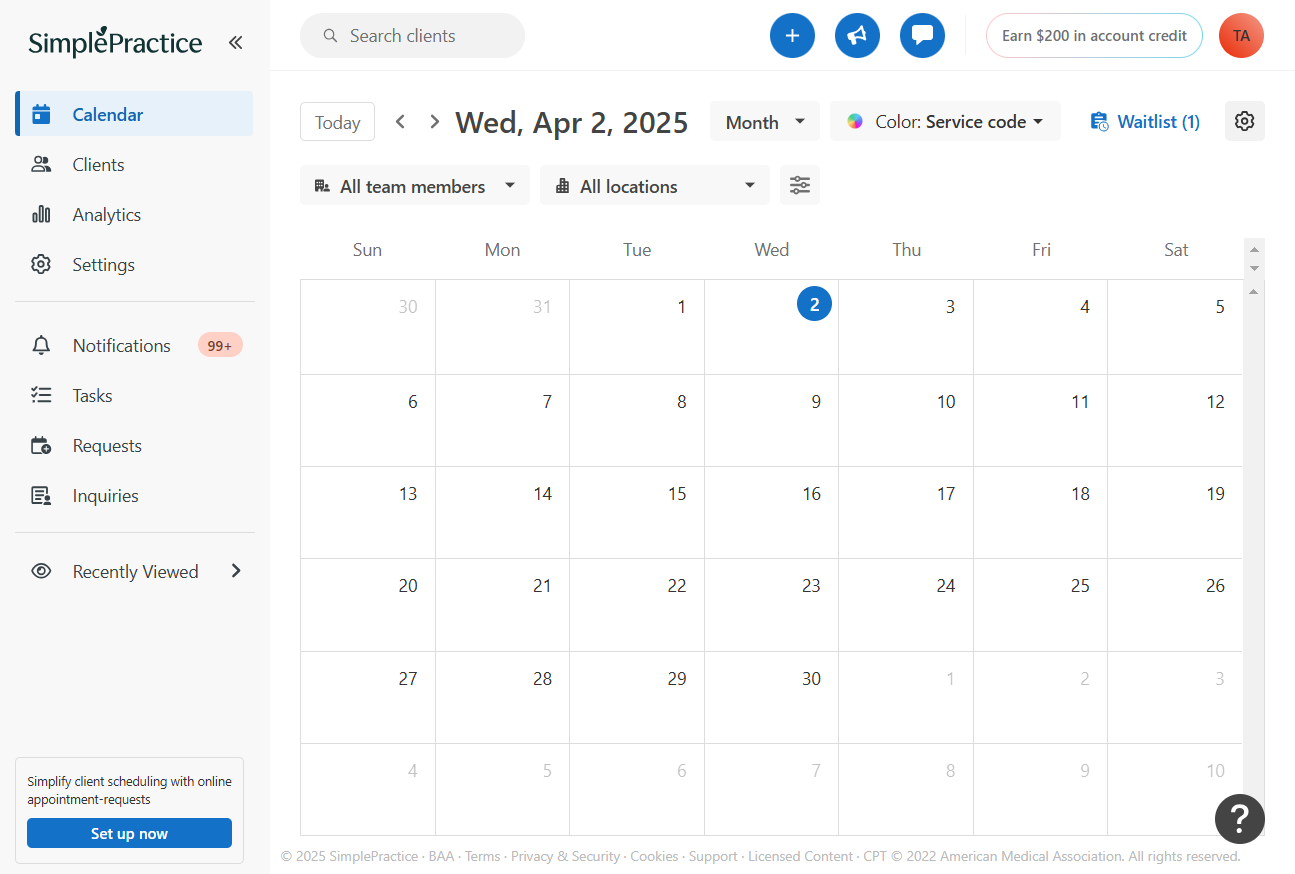 SimplePractice
Search clients
Earn $200 in account credit
TA
Calendar
Clients
Analytics
Settings
Notifications 99+
Tasks
Requests
Inquiries
Recently Viewed
Simplify client scheduling with online
appointment-requests
Set up now
Today Wed, Apr 2, 2025 Month Color: Service code Waitlist (1)
All team members All locations
Sun Mon Tue Wed Thu Fri Sat
30 31 1 2 3 4 5
6 7 8 9 10 11 12
13 14 15 16 17 18 19
20 21 22 23 24 25 26
27 28 29 30 1 2 3
4 5 6 7 8 9 10
?
© 2025 SimplePractice · BAA · Terms · Privacy & Security · Cookies · Support · Licensed Content · CPT © 2022 American Medical Association. All rights reserved.